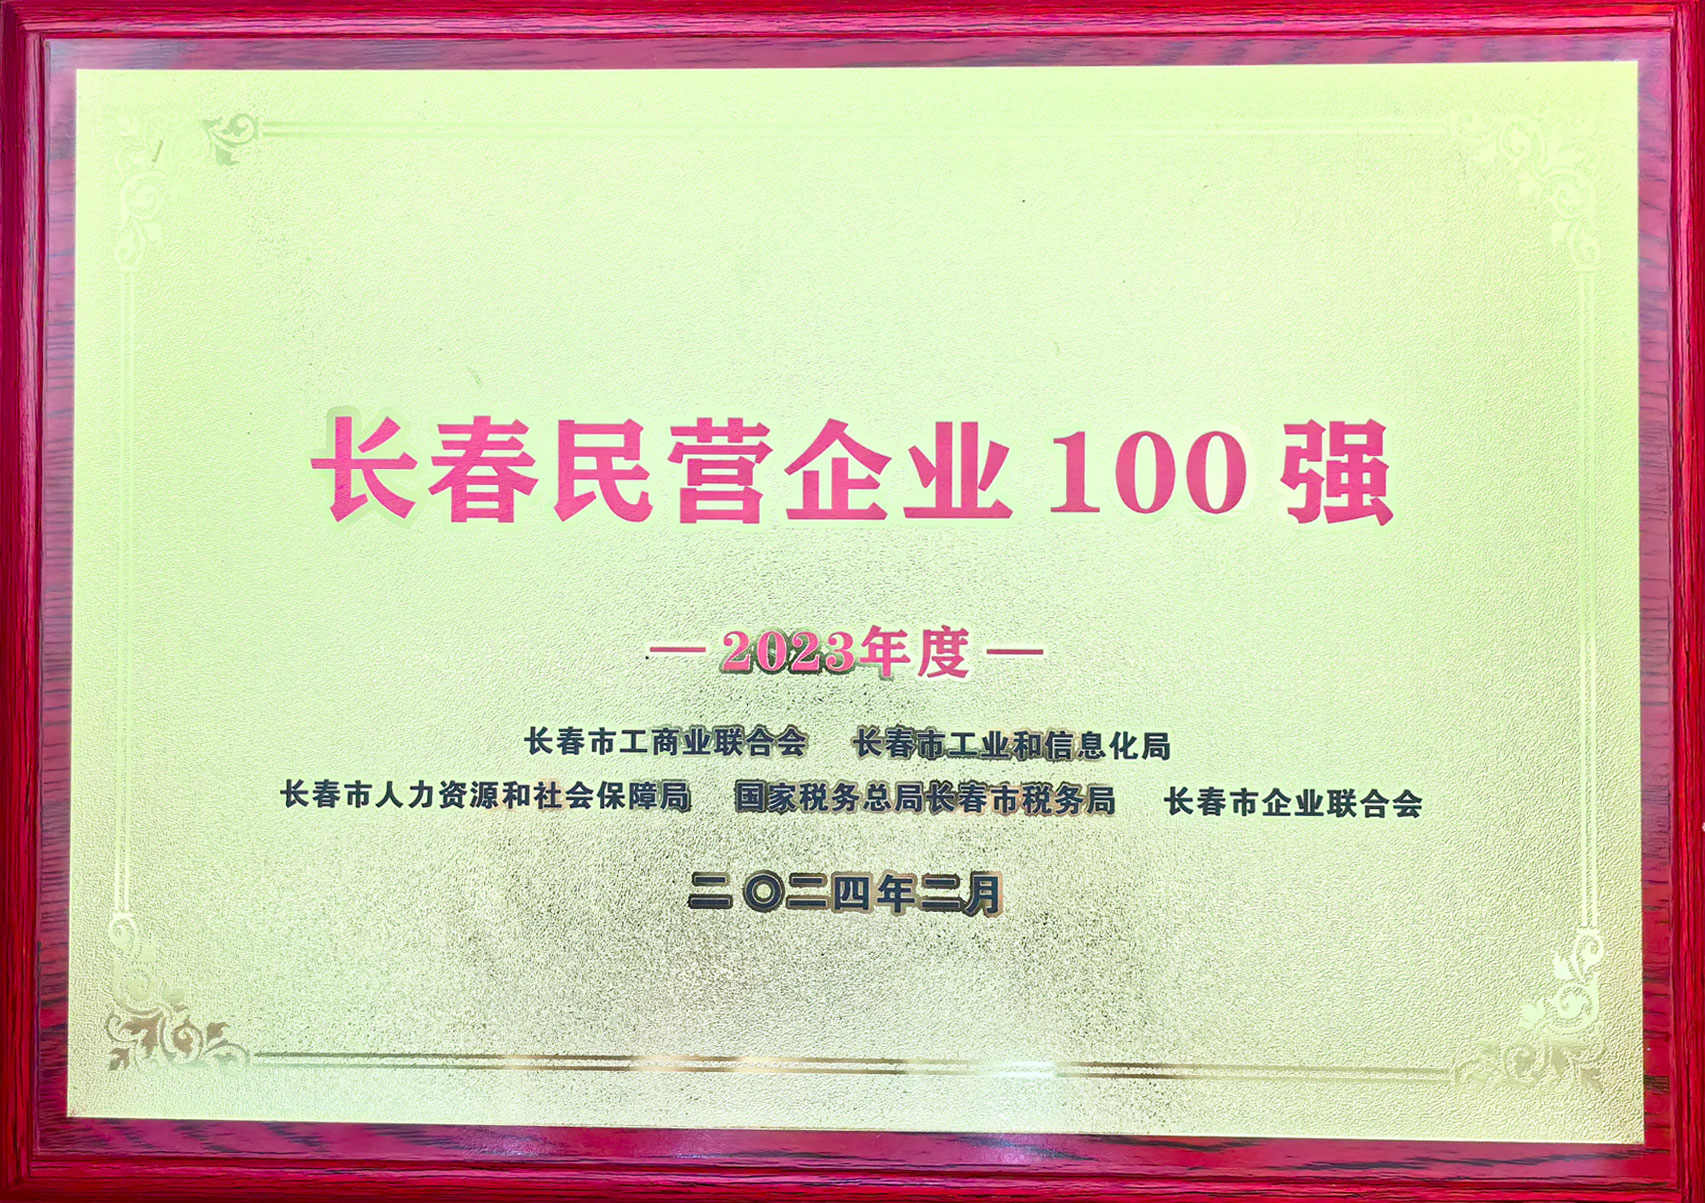 长春民营企业100强
—2023年度—
长春市工商业联合会 长春市工业和信息化局
长春市人力资源和社会保障局 国家税务总局长春市税务局 长春市企业联合会
二〇二四年二月